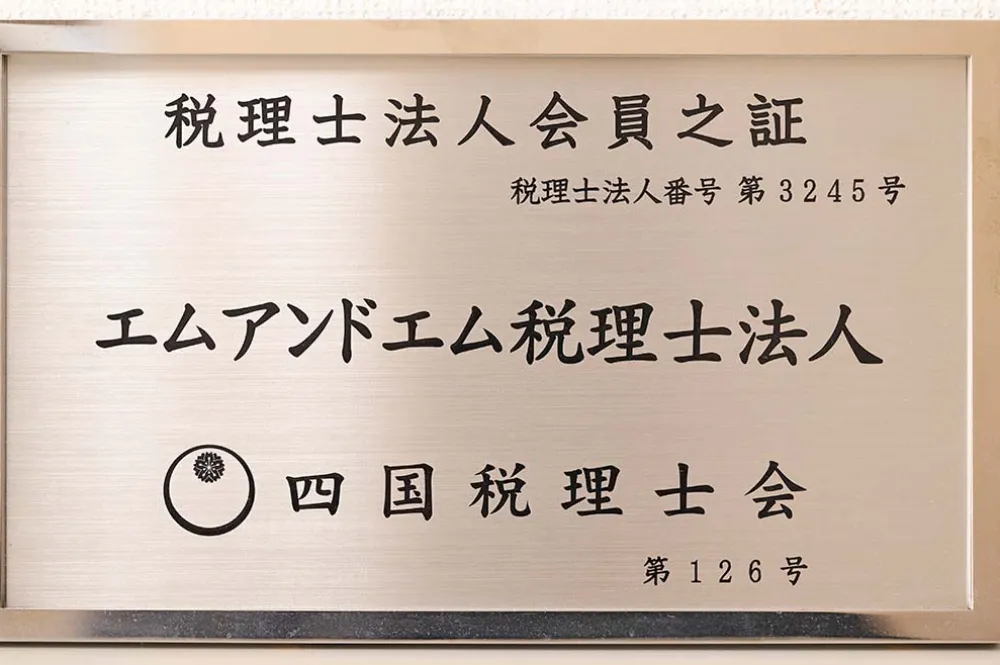 税理士法人会員之証
税理士法人番号 第3245号
エムアンドエム税理士法人
四国税理士会
第126号